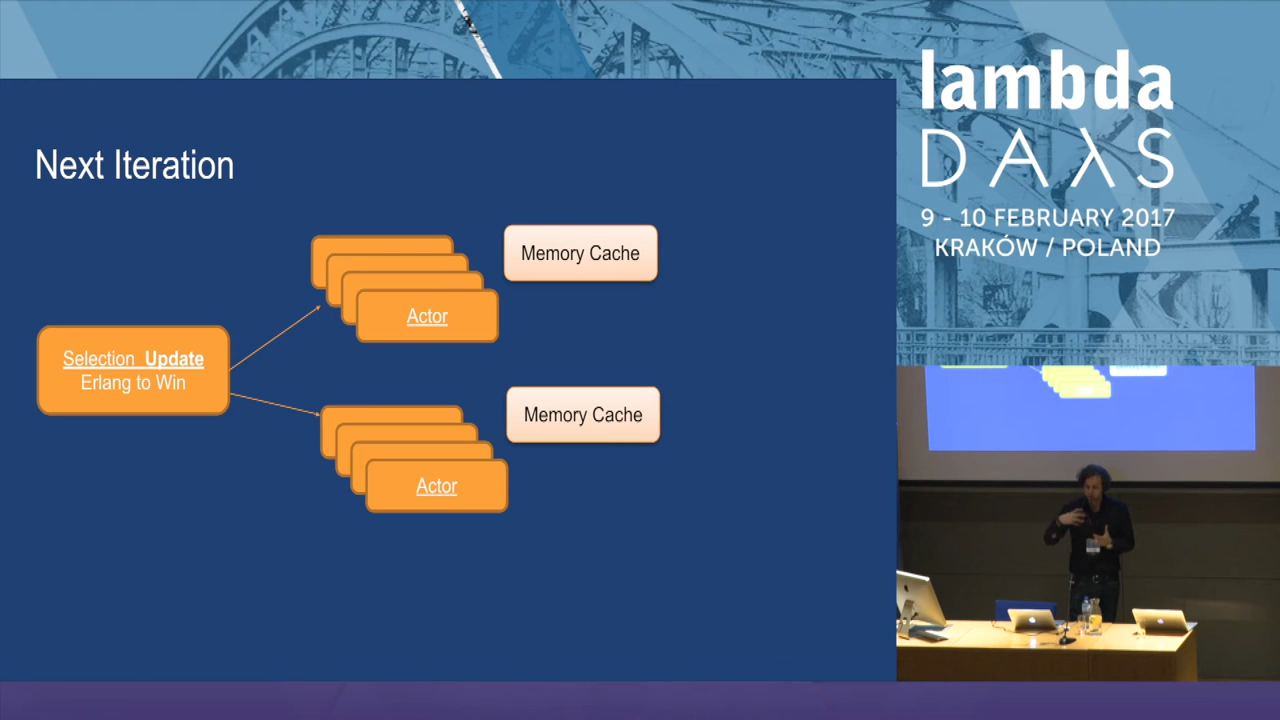 Next Iteration
Memory Cache
Actor
Selection Update
Erlang to Win
Memory Cache
Actor
lambda
DAλS
9 - 10 FEBRUARY 2017
KRAKÓW / POLAND